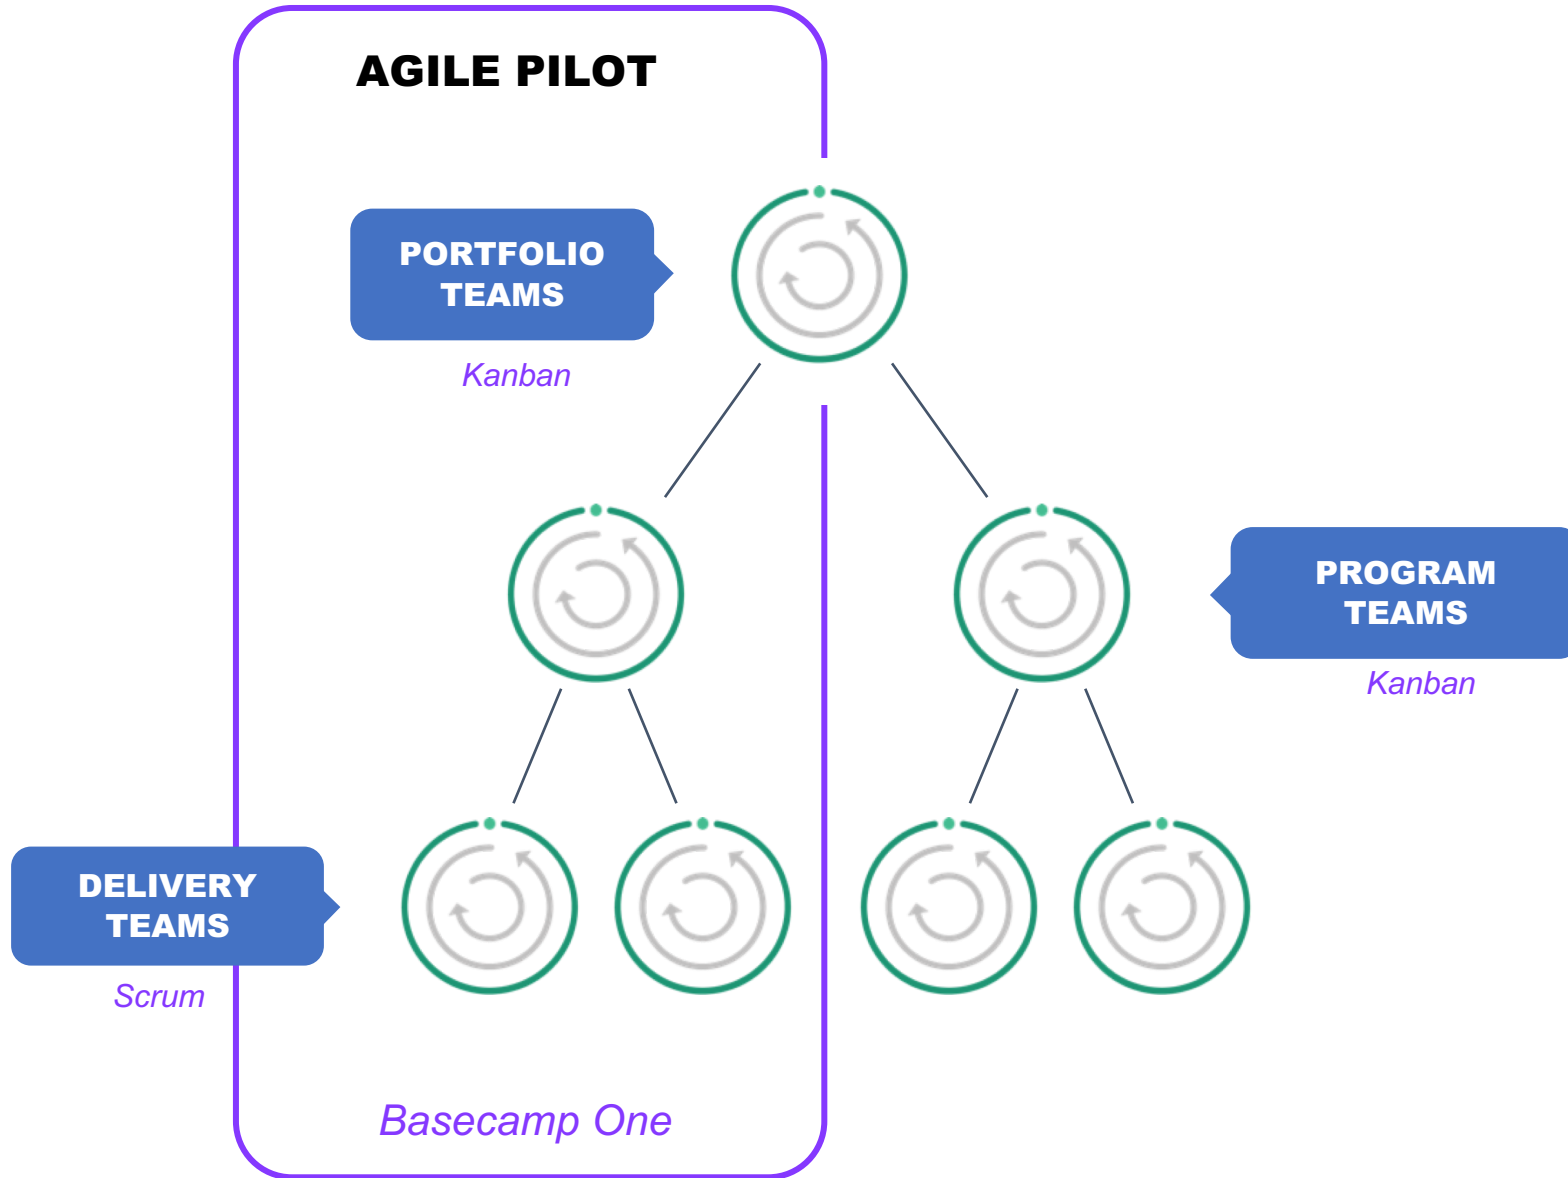 AGILE PILOT
PORTFOLIO
TEAMS
Kanban
PROGRAM
TEAMS
Kanban
DELIVERY
TEAMS
Scrum
Basecamp One